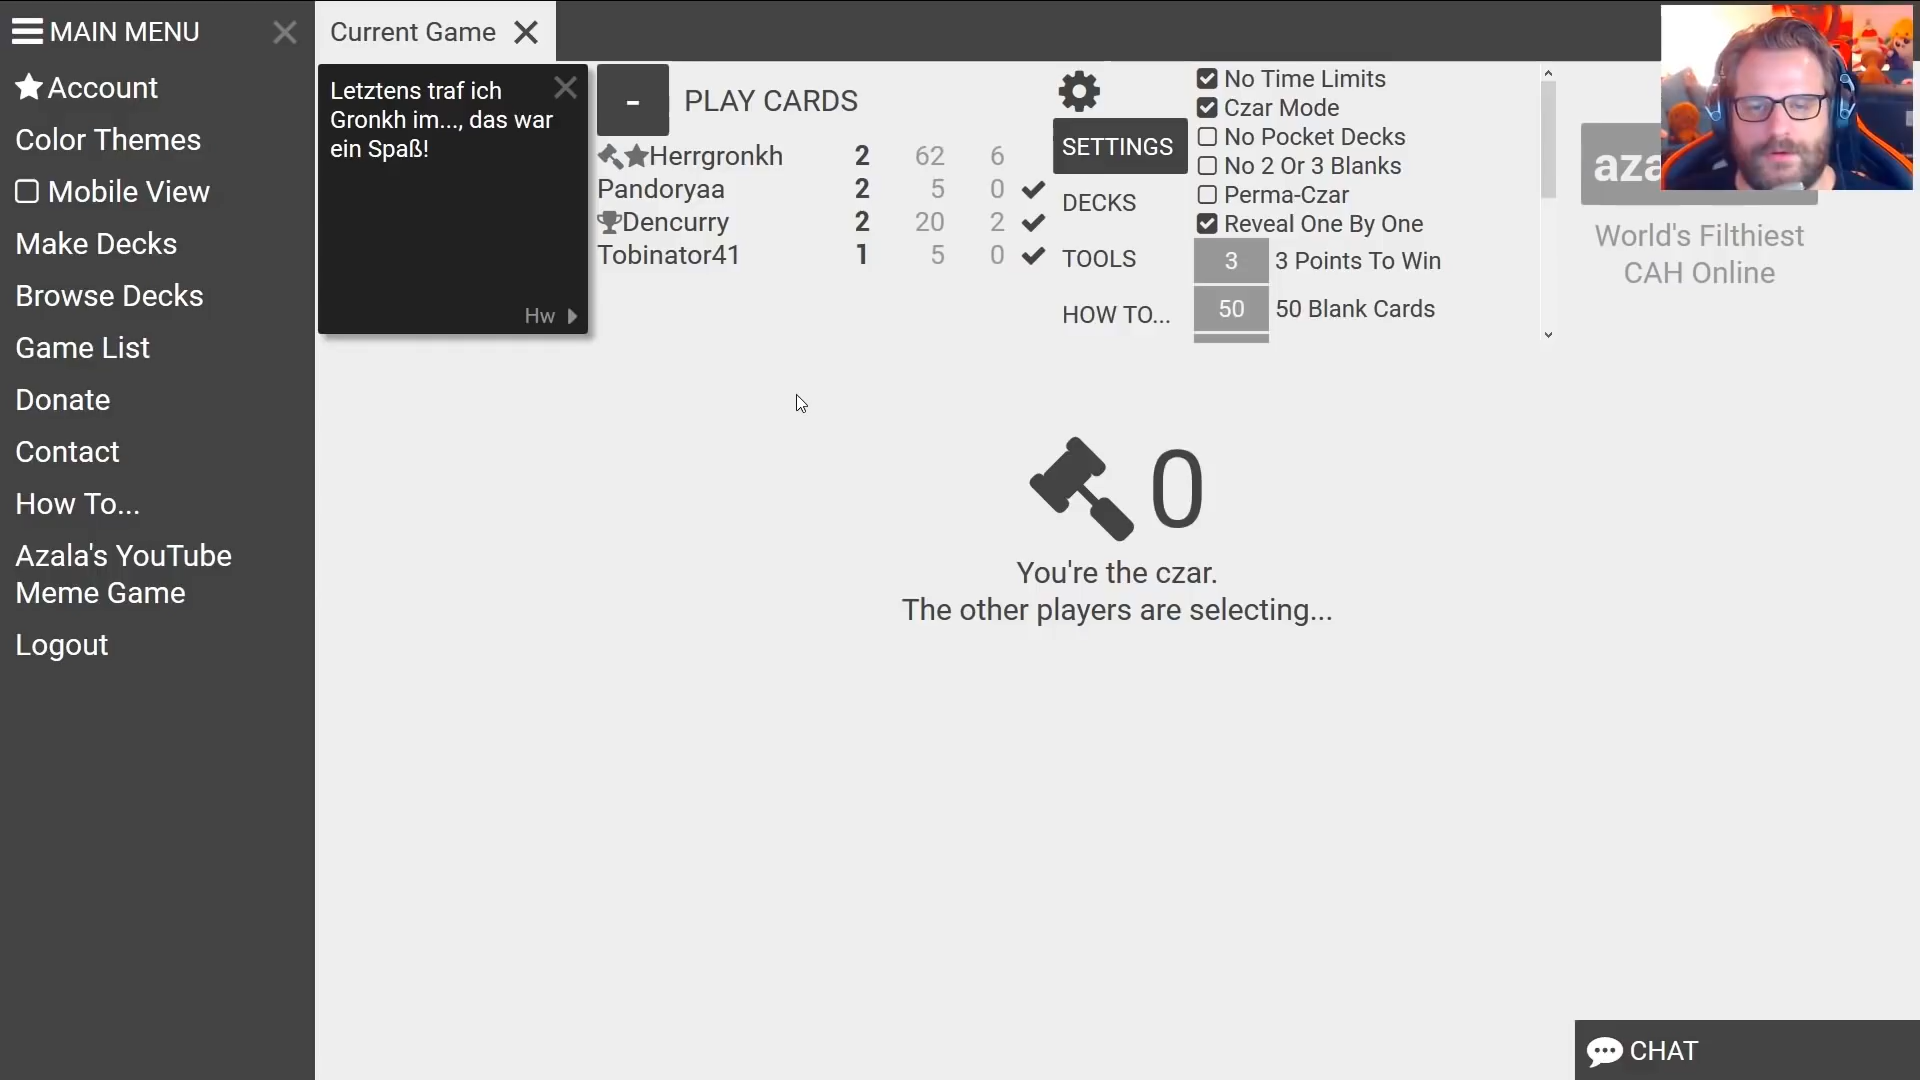 MAIN MENU
Account
Color Themes
Mobile View
Make Decks
Browse Decks
Game List
Donate
Contact
How To...
Azala's YouTube
Meme Game
Logout
Current Game
Letztens traf ich
Gronkh im..., das war
ein Spaß!
Hw
- PLAY CARDS
Herrgronkh 2 62 6
Pandoryaa 2 5 0
Dencurry 2 20 2
Tobinator41 1 5 0
SETTINGS
DECKS
TOOLS
HOW TO...
No Time Limits
Czar Mode
No Pocket Decks
No 2 Or 3 Blanks
Perma-Czar
Reveal One By One
3 3 Points To Win
50 50 Blank Cards
World's Filthiest
CAH Online
0
You're the czar.
The other players are selecting...
CHAT